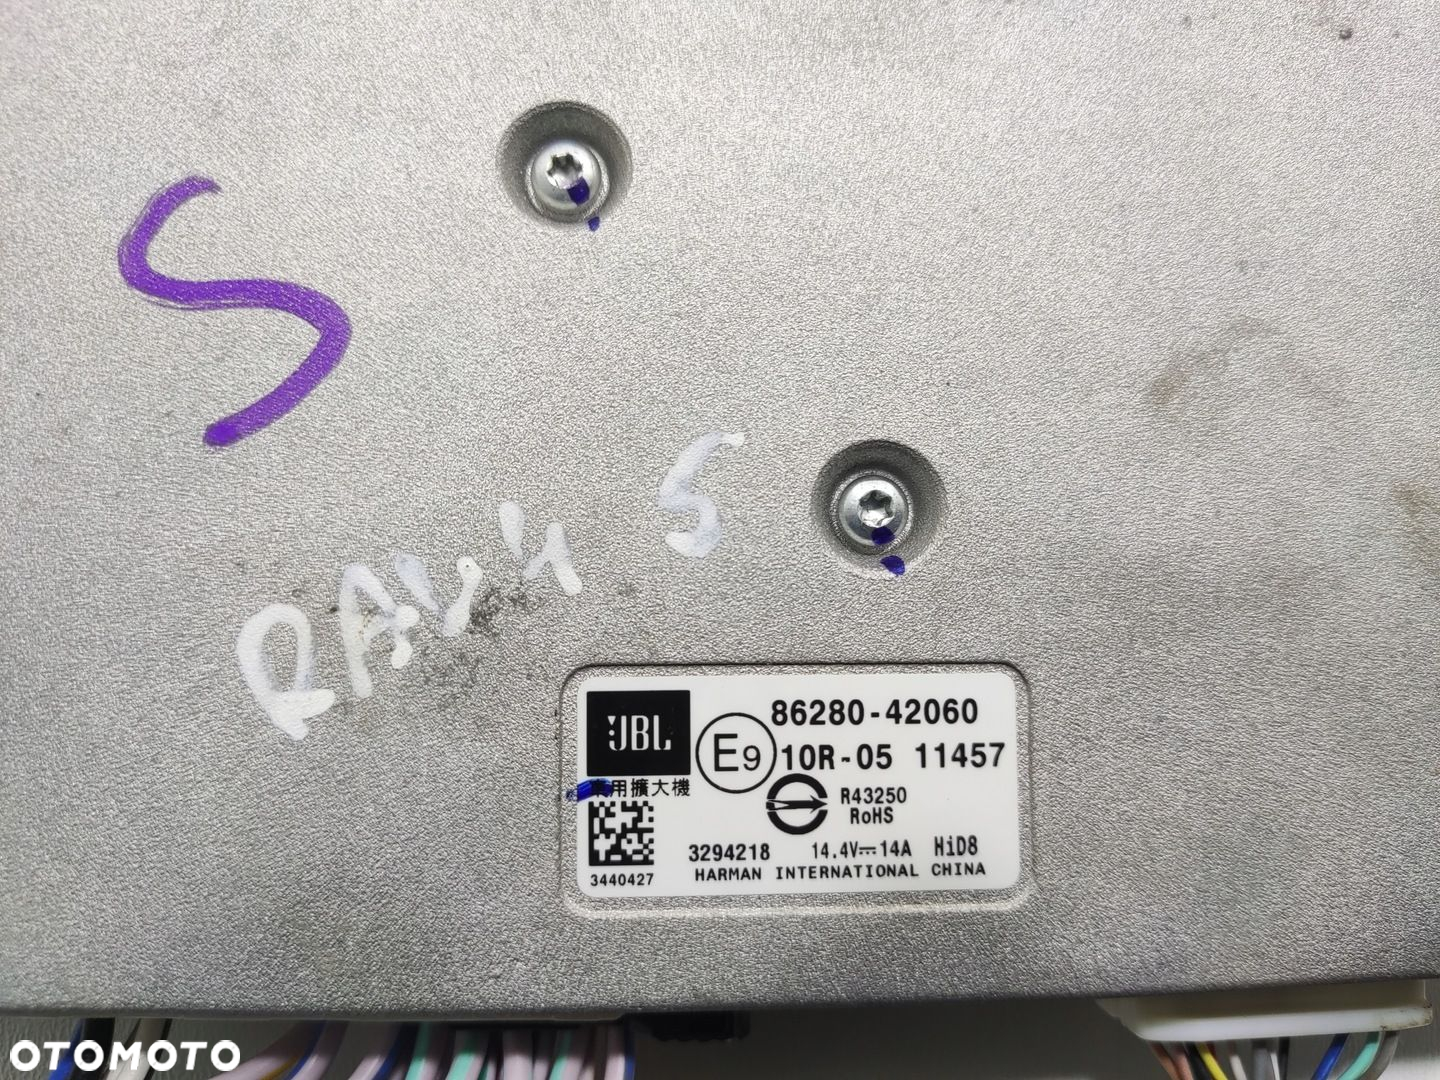 S
RAV4 5
JBL
E9
86280-42060
10R-05 11457
車用擴大機
R43250
RoHS
3294218 14.4V⎓14A HiD8
3440427
HARMAN INTERNATIONAL CHINA
OTOMOTO